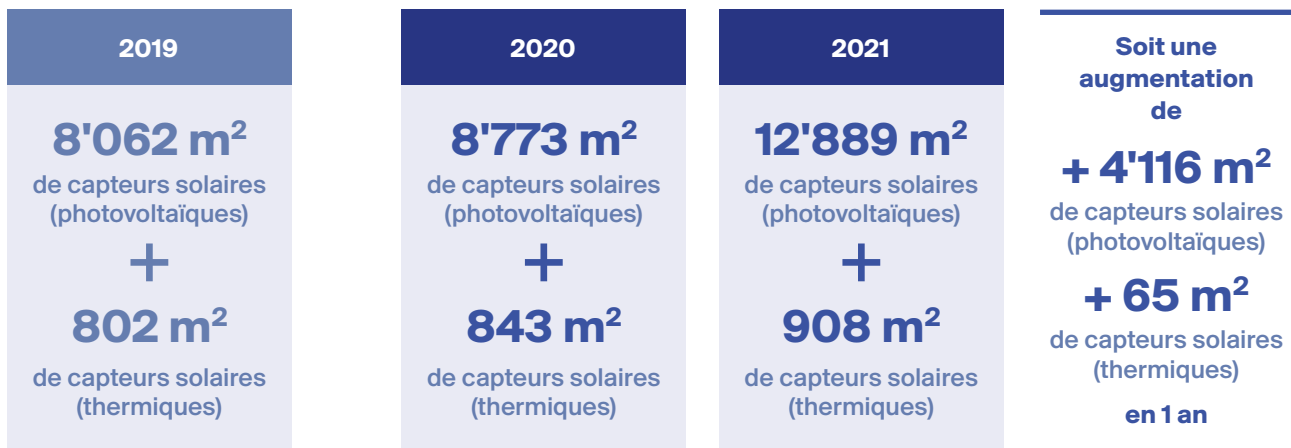 2019
8'062 m²
de capteurs solaires
(photovoltaïques)
+
802 m²
de capteurs solaires
(thermiques)
2020
8'773 m²
de capteurs solaires
(photovoltaïques)
+
843 m²
de capteurs solaires
(thermiques)
2021
12'889 m²
de capteurs solaires
(photovoltaïques)
+
908 m²
de capteurs solaires
(thermiques)
Soit une
augmentation
de
+ 4'116 m²
de capteurs solaires
(photovoltaïques)
+ 65 m²
de capteurs solaires
(thermiques)
en 1 an